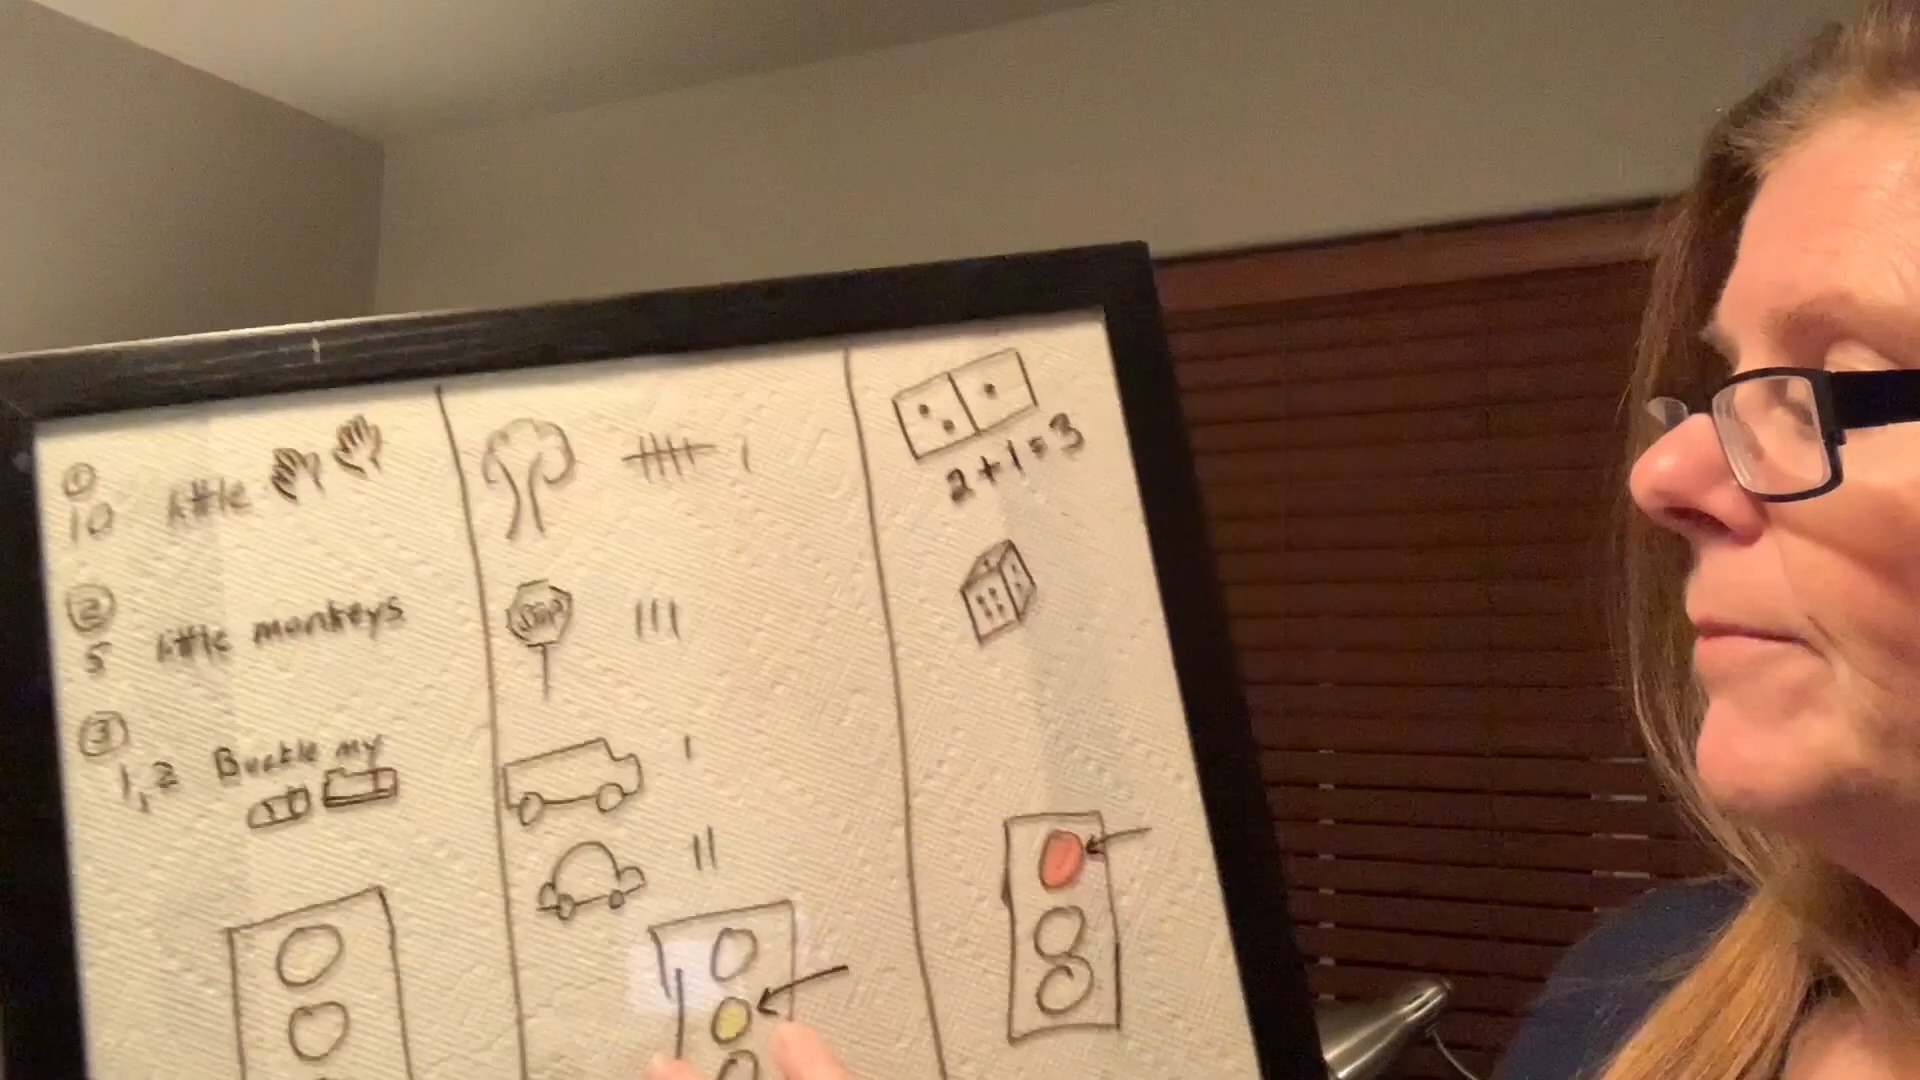 ①
10 little
②
5 little monkeys
③
1, 2 Buckle my
STOP
2+1=3